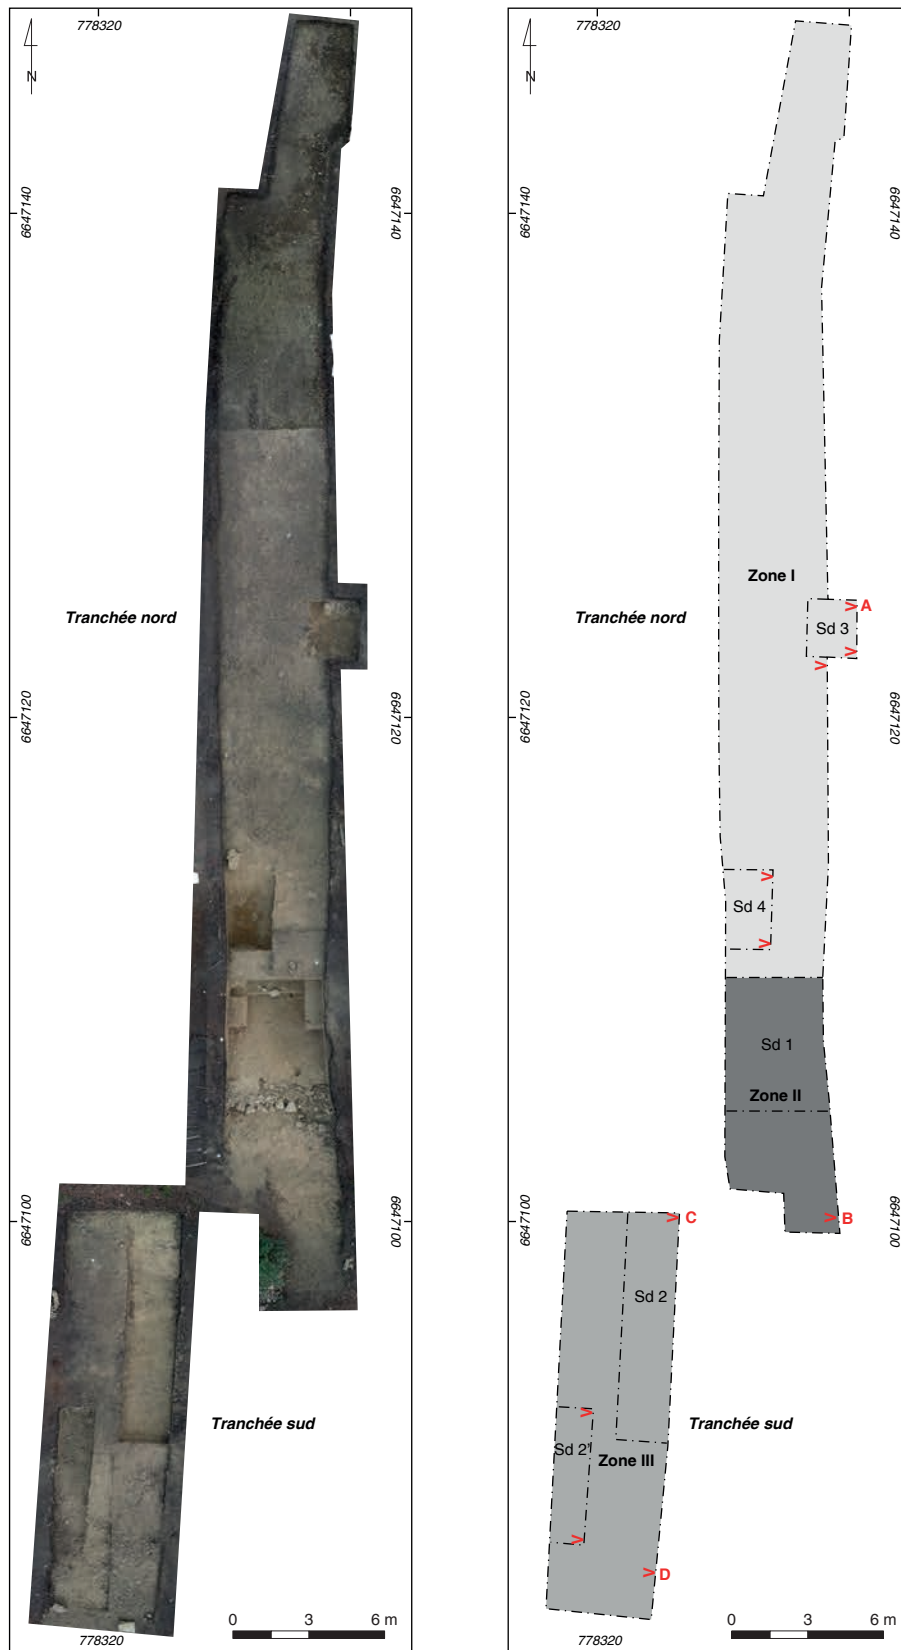 778320
N
6647140
6647140
Tranchée nord
6647120
6647120
6647100
6647100
Tranchée sud
0 3 6 m
778320
778320
N
6647140
6647140
Zone I
A
Sd 3
Tranchée nord
6647120
6647120
Sd 4
Sd 1
Zone II
6647100
6647100
B
C
Sd 2
Tranchée sud
Sd 2'
Zone III
D
0 3 6 m
778320